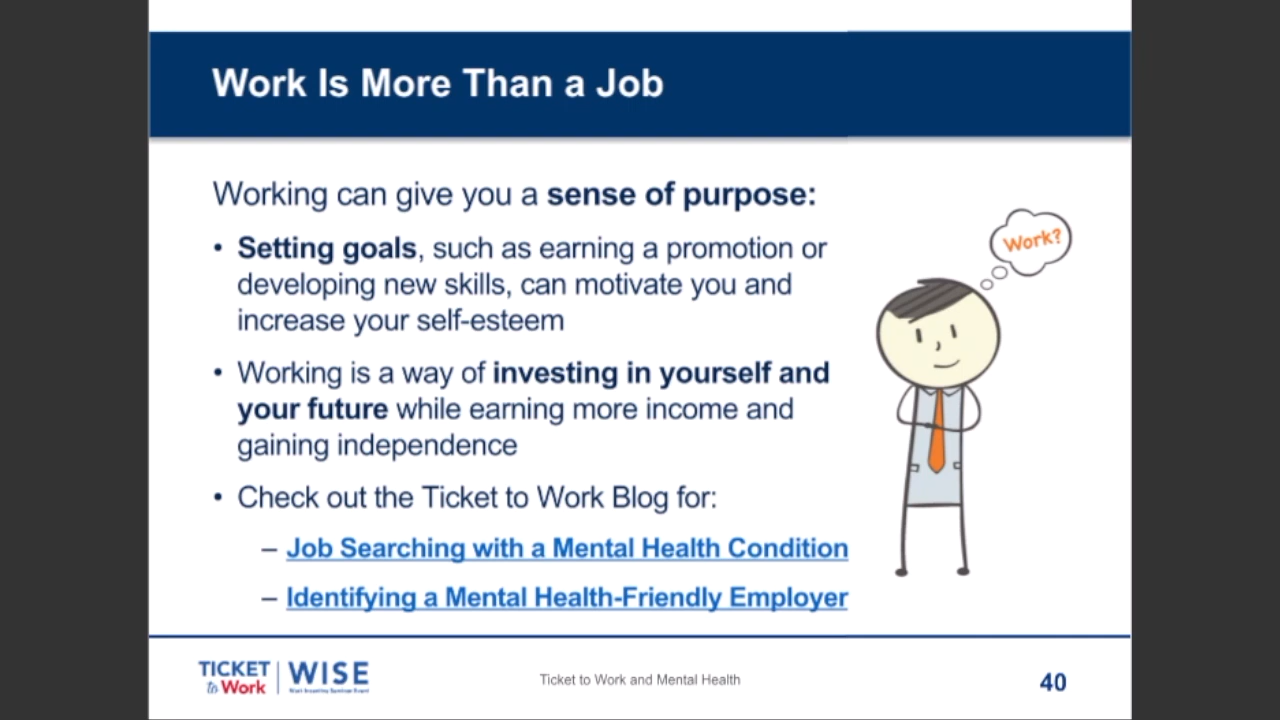 Work Is More Than a Job
Working can give you a sense of purpose:
• Setting goals, such as earning a promotion or
developing new skills, can motivate you and
increase your self-esteem
• Working is a way of investing in yourself and
your future while earning more income and
gaining independence
• Check out the Ticket to Work Blog for:
– Job Searching with a Mental Health Condition
– Identifying a Mental Health-Friendly Employer
Work?
TICKET
to Work
WISE
Work Incentive Seminar Event
Ticket to Work and Mental Health
40